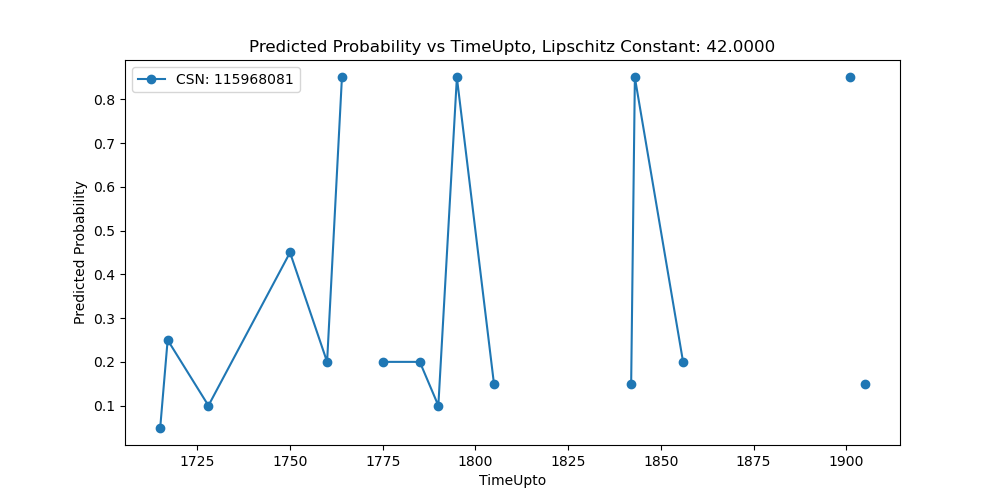 Predicted Probability vs TimeUpto, Lipschitz Constant: 42.0000
CSN: 115968081
Predicted Probability
0.8
0.7
0.6
0.5
0.4
0.3
0.2
0.1
1725 1750 1775 1800 1825 1850 1875 1900
TimeUpto